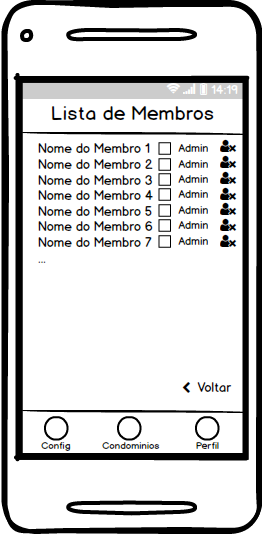 14:19
Lista de Membros
Nome do Membro 1 Admin
Nome do Membro 2 Admin
Nome do Membro 3 Admin
Nome do Membro 4 Admin
Nome do Membro 5 Admin
Nome do Membro 6 Admin
Nome do Membro 7 Admin
...
Voltar
Config Condominios Perfil